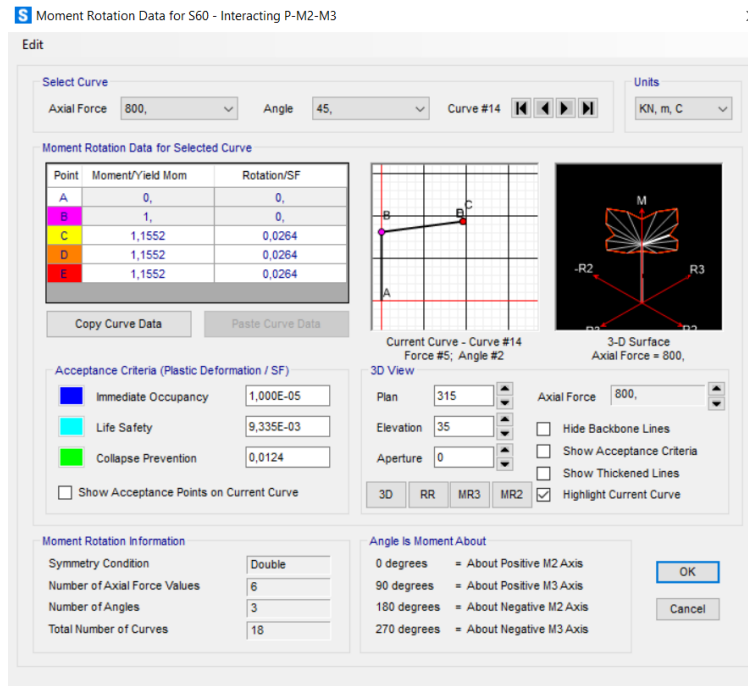 S Moment Rotation Data for S60 - Interacting P-M2-M3
Edit
Select Curve
Axial Force 800, Angle 45, Curve #14
Units
KN, m, C
Moment Rotation Data for Selected Curve
Point Moment/Yield Mom Rotation/SF
A 0, 0,
B 1, 0,
C 1,1552 0,0264
D 1,1552 0,0264
E 1,1552 0,0264
Copy Curve Data Paste Curve Data
A
B
C
Current Curve - Curve #14
Force #5; Angle #2
M
-R2 R3
3-D Surface
Axial Force = 800,
Acceptance Criteria (Plastic Deformation / SF)
Immediate Occupancy 1,000E-05
Life Safety 9,335E-03
Collapse Prevention 0,0124
Show Acceptance Points on Current Curve
3D View
Plan 315
Elevation 35
Aperture 0
3D RR MR3 MR2
Axial Force 800,
Hide Backbone Lines
Show Acceptance Criteria
Show Thickened Lines
Highlight Current Curve
Moment Rotation Information
Symmetry Condition Double
Number of Axial Force Values 6
Number of Angles 3
Total Number of Curves 18
Angle Is Moment About
0 degrees = About Positive M2 Axis
90 degrees = About Positive M3 Axis
180 degrees = About Negative M2 Axis
270 degrees = About Negative M3 Axis
OK
Cancel